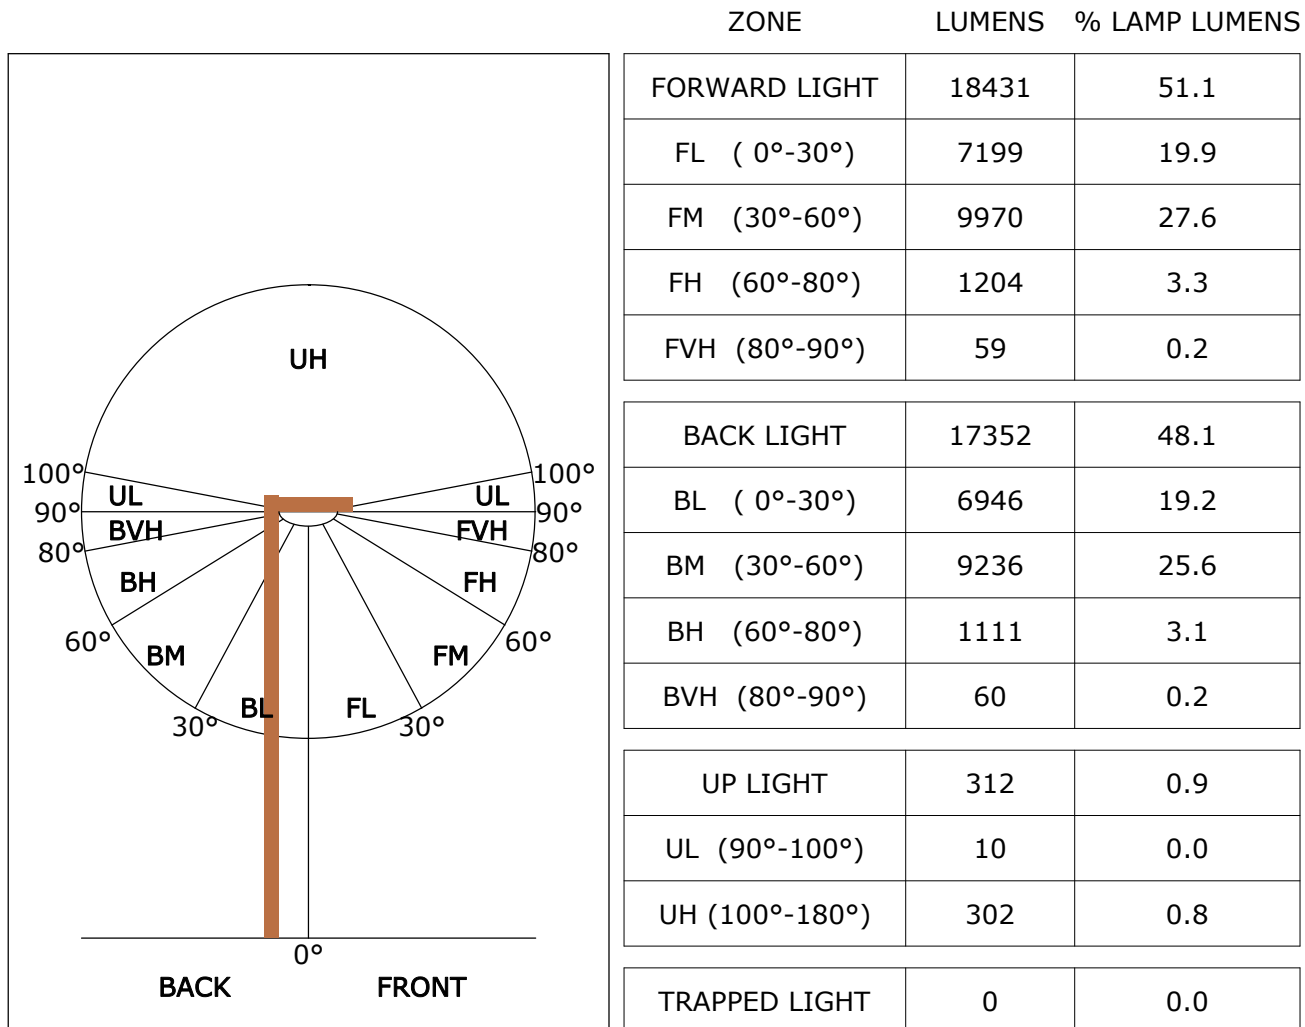 ZONE LUMENS % LAMP LUMENS
FORWARD LIGHT 18431 51.1
FL ( 0°-30°) 7199 19.9
FM (30°-60°) 9970 27.6
FH (60°-80°) 1204 3.3
FVH (80°-90°) 59 0.2
BACK LIGHT 17352 48.1
BL ( 0°-30°) 6946 19.2
BM (30°-60°) 9236 25.6
BH (60°-80°) 1111 3.1
BVH (80°-90°) 60 0.2
UP LIGHT 312 0.9
UL (90°-100°) 10 0.0
UH (100°-180°) 302 0.8
TRAPPED LIGHT 0 0.0
UH
100° 100°
UL UL
90° 90°
BVH FVH
80° 80°
BH FH
60° 60°
BM FM
BL FL
30° 30°
0°
BACK FRONT